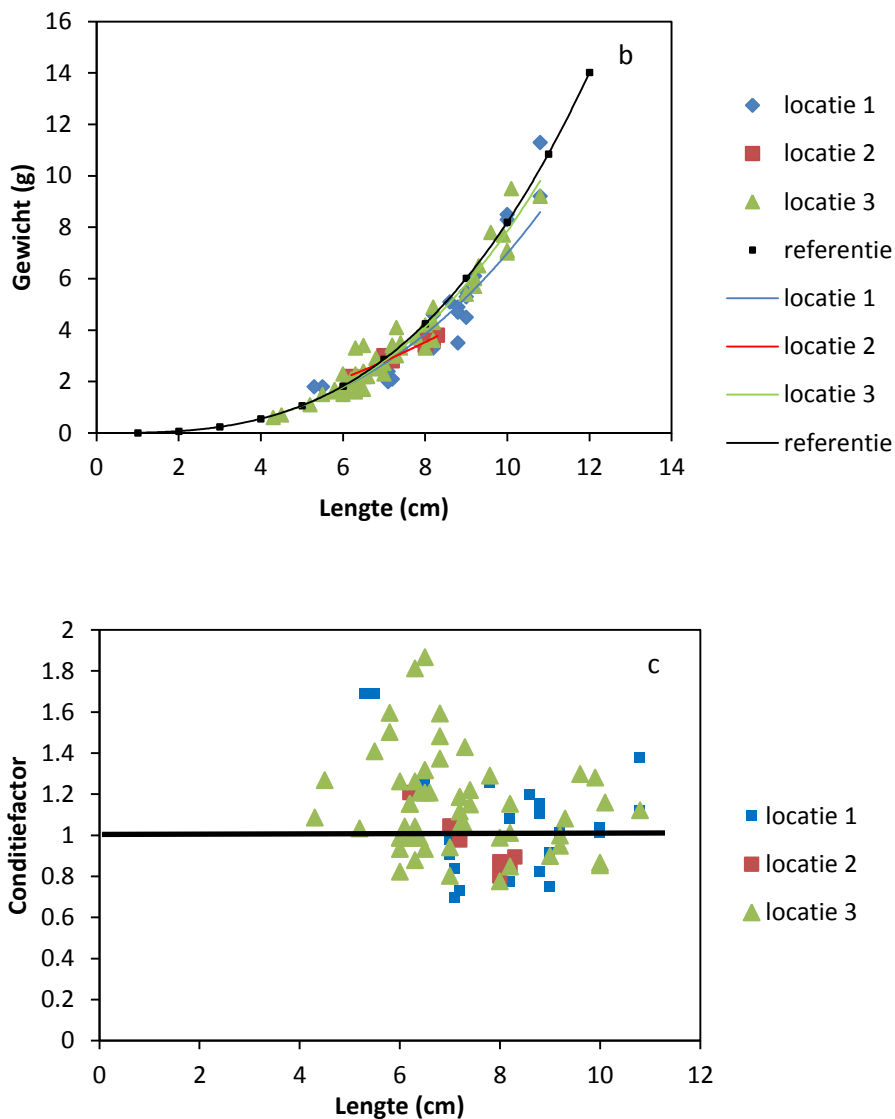 16
14
12
10
8
6
4
2
0
Gewicht (g)
b
0 2 4 6 8 10 12 14
Lengte (cm)
locatie 1
locatie 2
locatie 3
referentie
locatie 1
locatie 2
locatie 3
referentie
2
1.8
1.6
1.4
1.2
1
0.8
0.6
0.4
0.2
0
Conditiefactor
c
0 2 4 6 8 10 12
Lengte (cm)
locatie 1
locatie 2
locatie 3